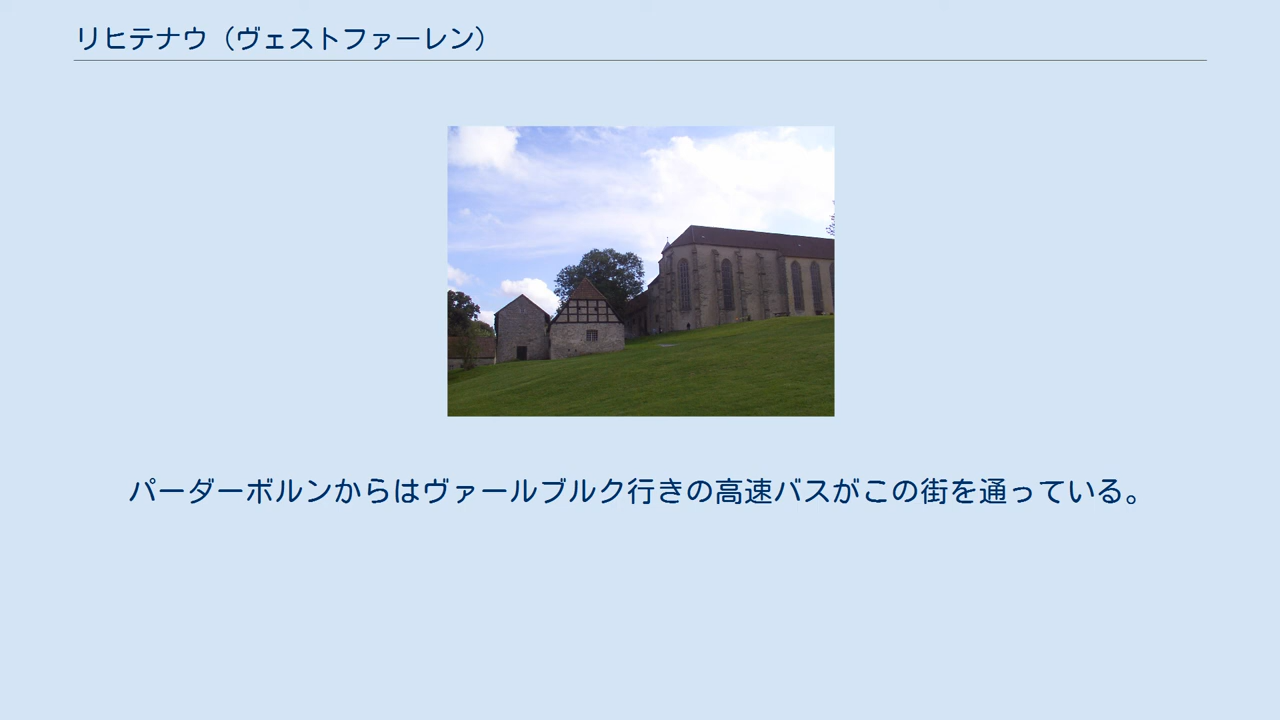 リヒテナウ（ヴェストファーレン）
パーダーボルンからはヴァールブルク行きの高速バスがこの街を通っている。